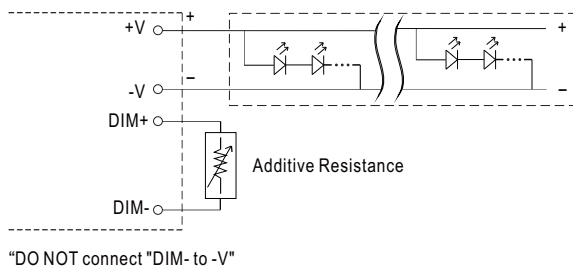 +
+V
+
-V
–
–
DIM+
Additive Resistance
DIM-
“DO NOT connect "DIM- to -V"